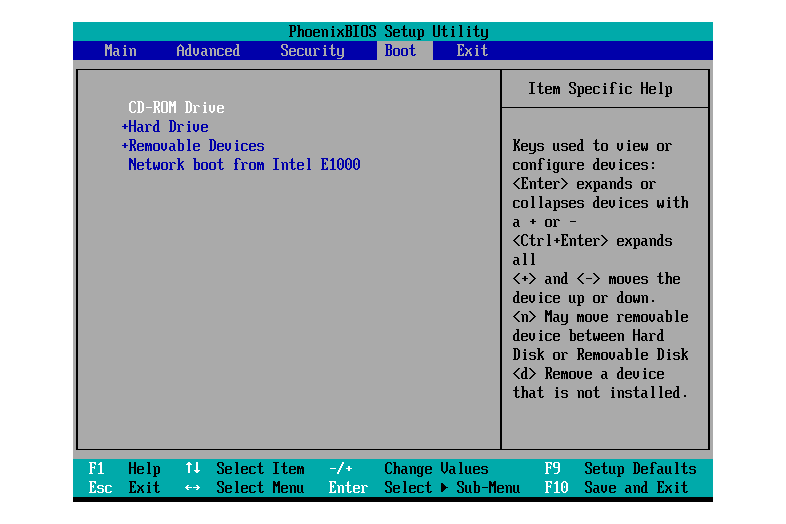 PhoenixBIOS Setup Utility
Main Advanced Security Boot Exit
CD-ROM Drive
+Hard Drive
+Removable Devices
Network boot from Intel E1000
Item Specific Help
Keys used to view or
configure devices:
<Enter> expands or
collapses devices with
a + or -
<Ctrl+Enter> expands
all
<+> and <-> moves the
device up or down.
<n> May move removable
device between Hard
Disk or Removable Disk
<d> Remove a device
that is not installed.
F1 Help ↑↓ Select Item -/+ Change Values F9 Setup Defaults
Esc Exit ↔ Select Menu Enter Select ▶ Sub-Menu F10 Save and Exit